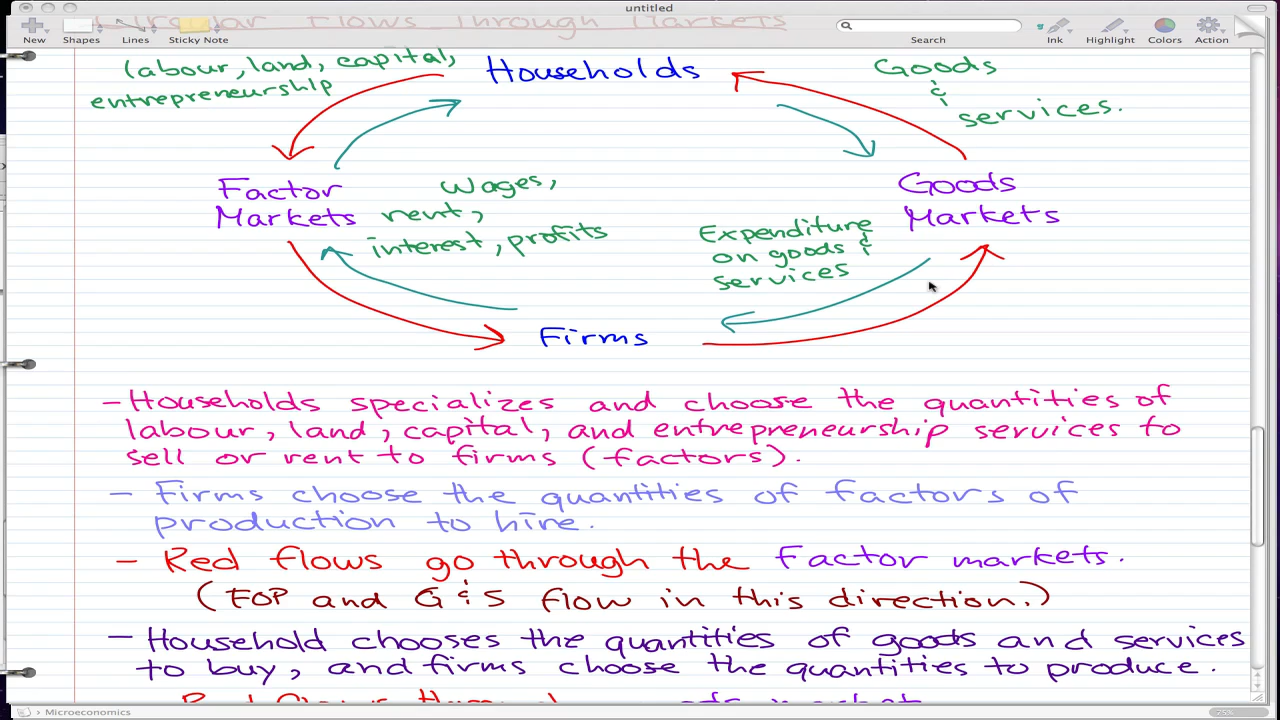 untitled
Circular Flows Through Markets
New
Shapes
Lines
Sticky Note
Search
Ink
Highlight
Colors
Action
(labour, land, capital,
entrepreneurship
Households
Goods
&
services.
Factor
Markets
Wages,
rent,
interest, profits
Goods
Markets
Expenditure
on goods &
services
Firms
- Households specializes and choose the quantities of
labour, land, capital, and entrepreneurship services to
sell or rent to firms (factors).
- Firms choose the quantities of factors of
production to hire.
- Red flows go through the Factor markets.
(FOP and G & S flow in this direction.)
- Household chooses the quantities of goods and services
to buy, and firms choose the quantities to produce.
> Microeconomics